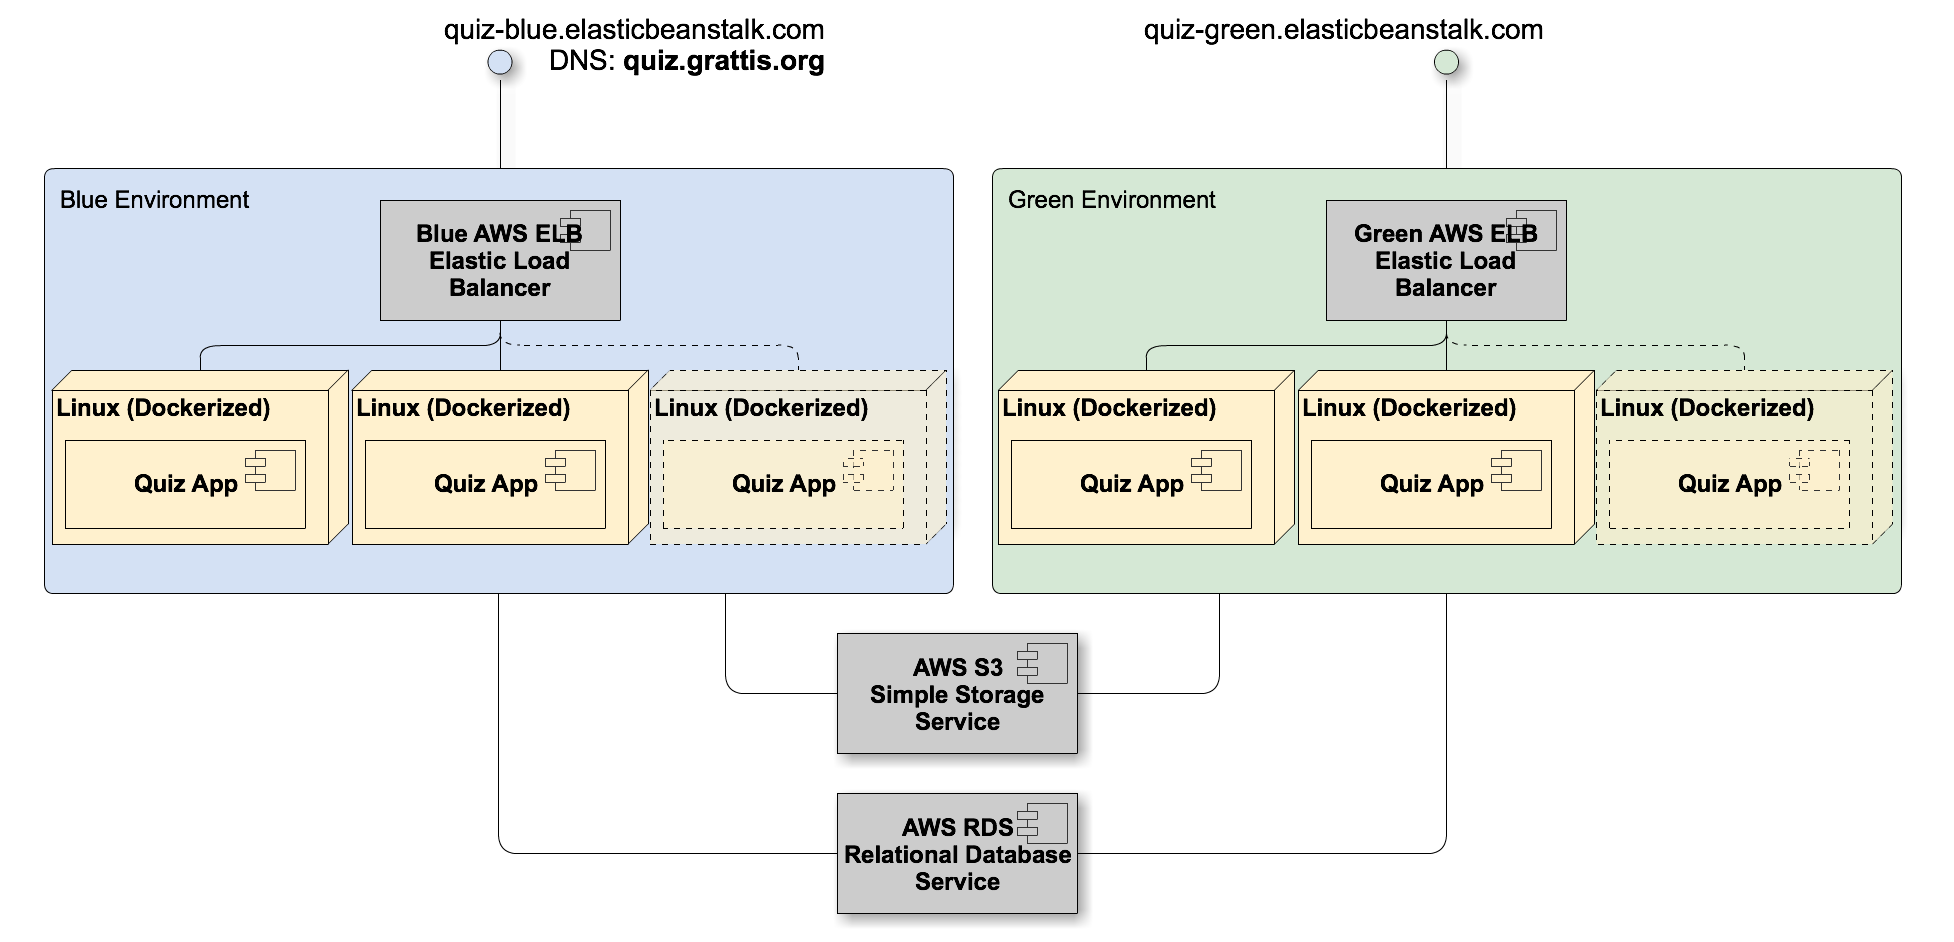 quiz-blue.elasticbeanstalk.com
DNS: quiz.grattis.org
quiz-green.elasticbeanstalk.com
Blue Environment
Blue AWS ELB
Elastic Load
Balancer
Linux (Dockerized)
Quiz App
Linux (Dockerized)
Quiz App
Linux (Dockerized)
Quiz App
Green Environment
Green AWS ELB
Elastic Load
Balancer
Linux (Dockerized)
Quiz App
Linux (Dockerized)
Quiz App
Linux (Dockerized)
Quiz App
AWS S3
Simple Storage
Service
AWS RDS
Relational Database
Service